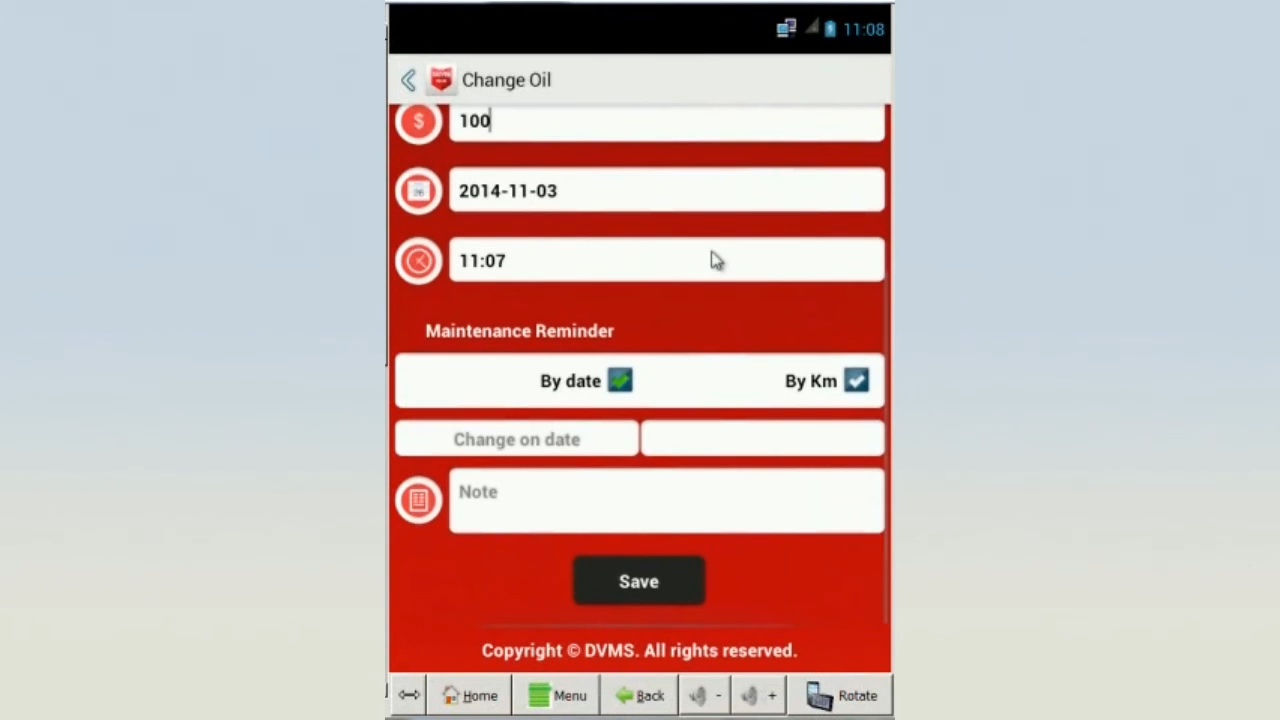 11:08
Change Oil
$ 100
2014-11-03
11:07
Maintenance Reminder
By date By Km
Change on date
Note
Save
Copyright © DVMS. All rights reserved.
Home Menu Back - + Rotate